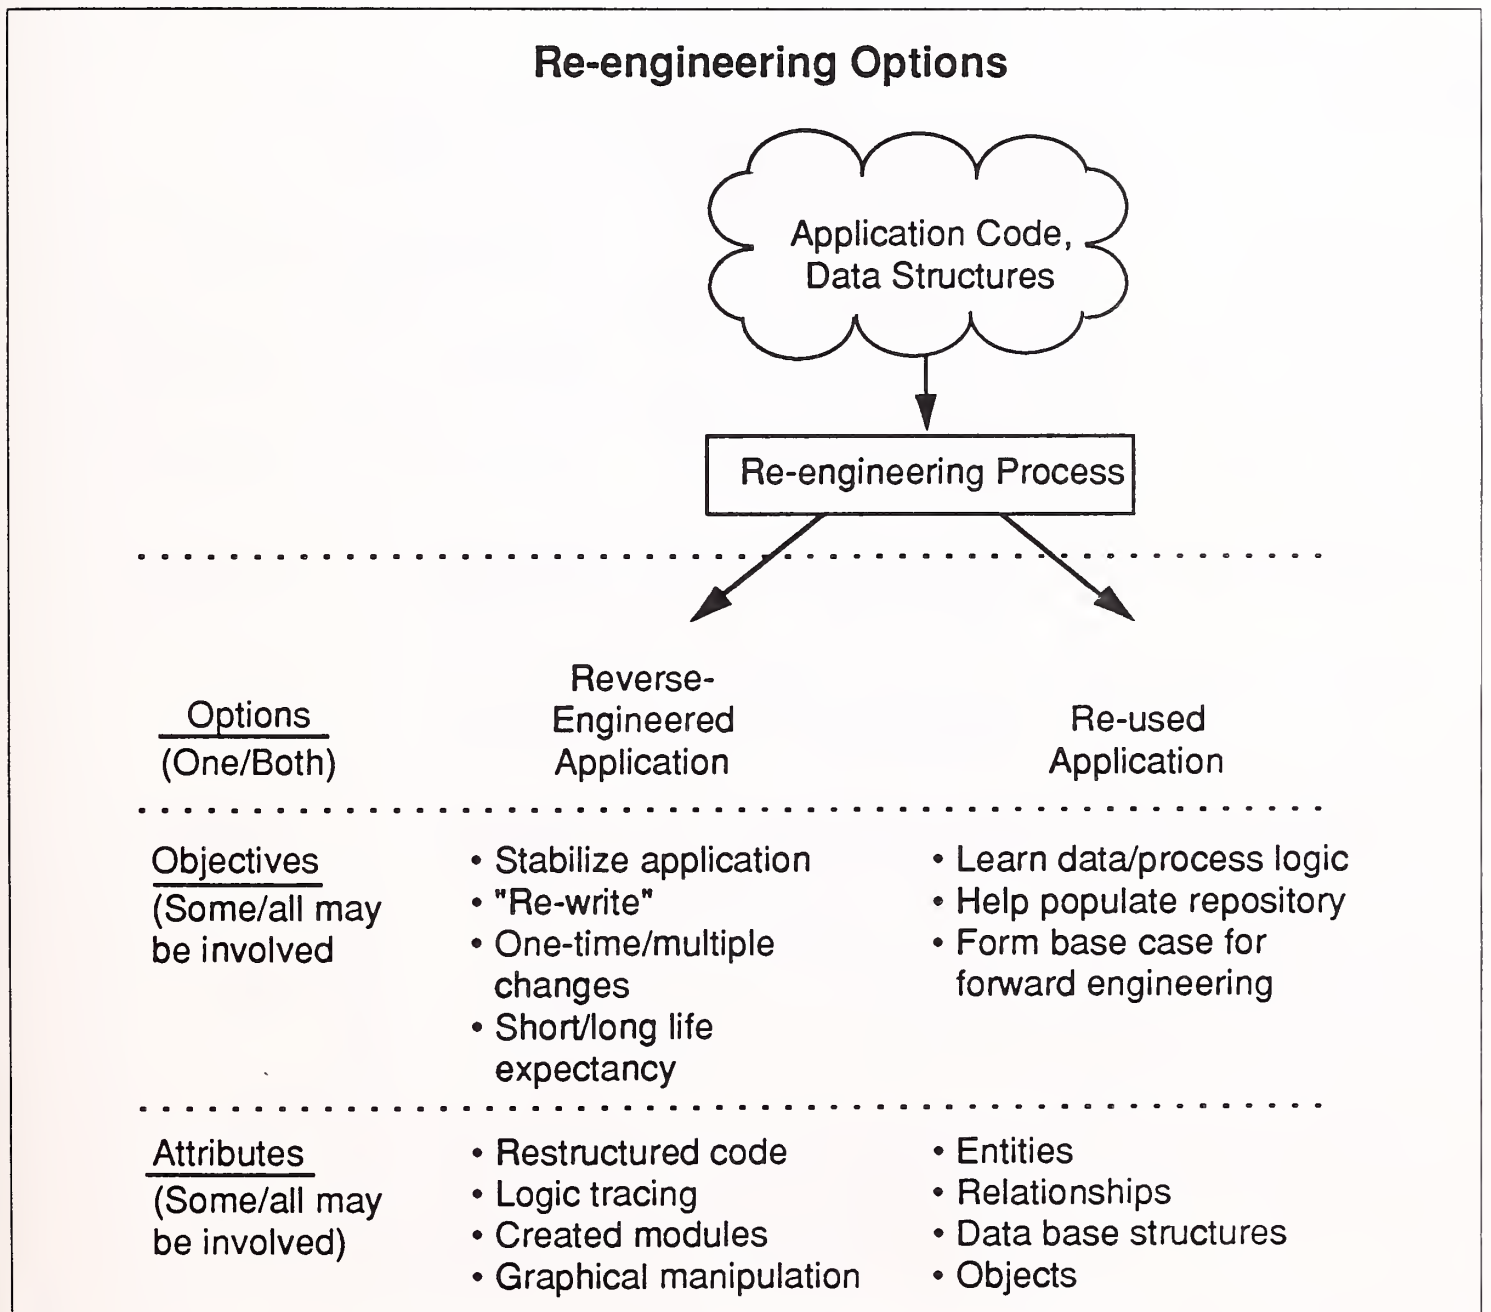 Re-engineering Options
Application Code,
Data Structures
Re-engineering Process
Options
(One/Both)
Reverse-
Engineered
Application
Re-used
Application
Objectives
(Some/all may
be involved
• Stabilize application
• "Re-write"
• One-time/multiple
changes
• Short/long life
expectancy
• Learn data/process logic
• Help populate repository
• Form base case for
forward engineering
Attributes
(Some/all may
be involved)
• Restructured code
• Logic tracing
• Created modules
• Graphical manipulation
• Entities
• Relationships
• Data base structures
• Objects